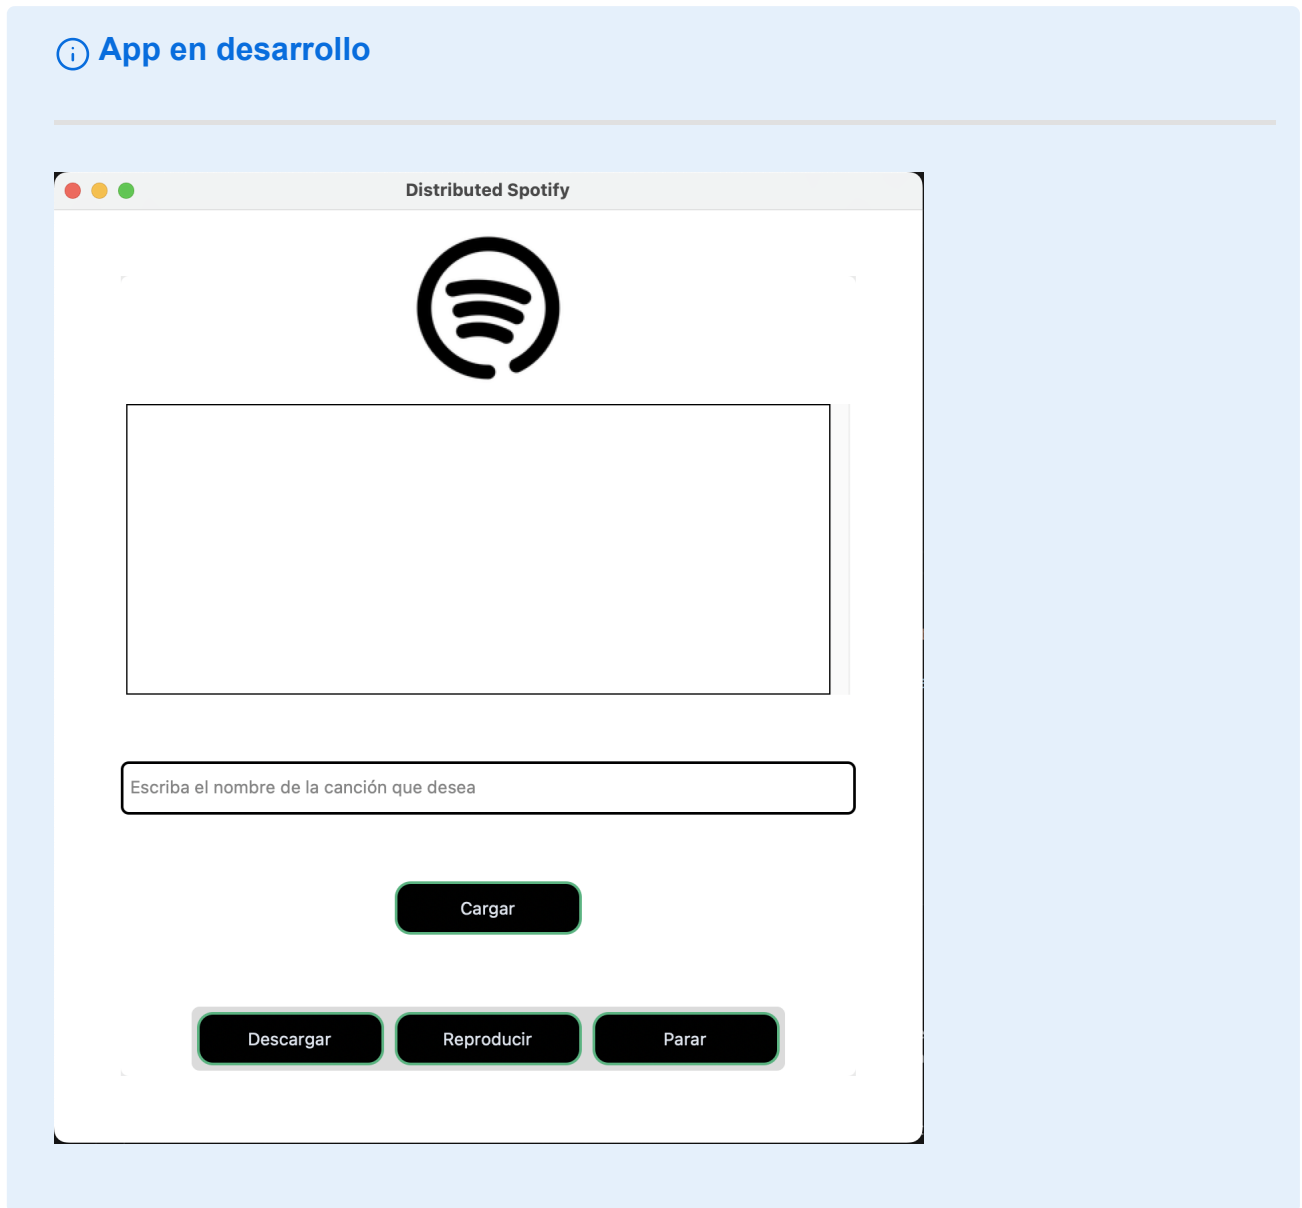 App en desarrollo
Distributed Spotify
Escriba el nombre de la canción que desea
Cargar
Descargar Reproducir Parar